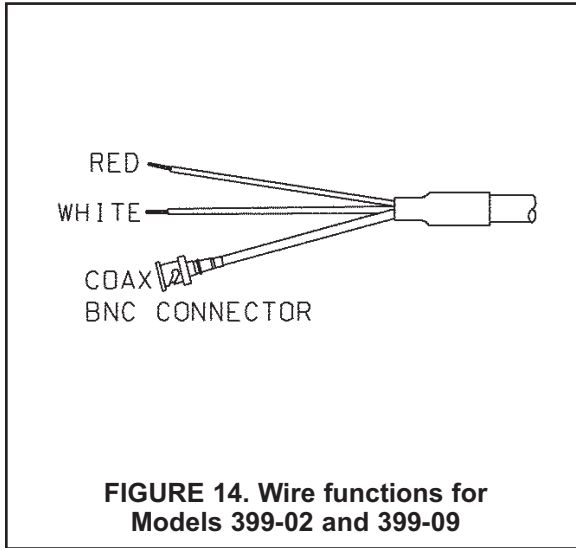 RED
WHITE
COAX
BNC CONNECTOR
FIGURE 14. Wire functions for
Models 399-02 and 399-09